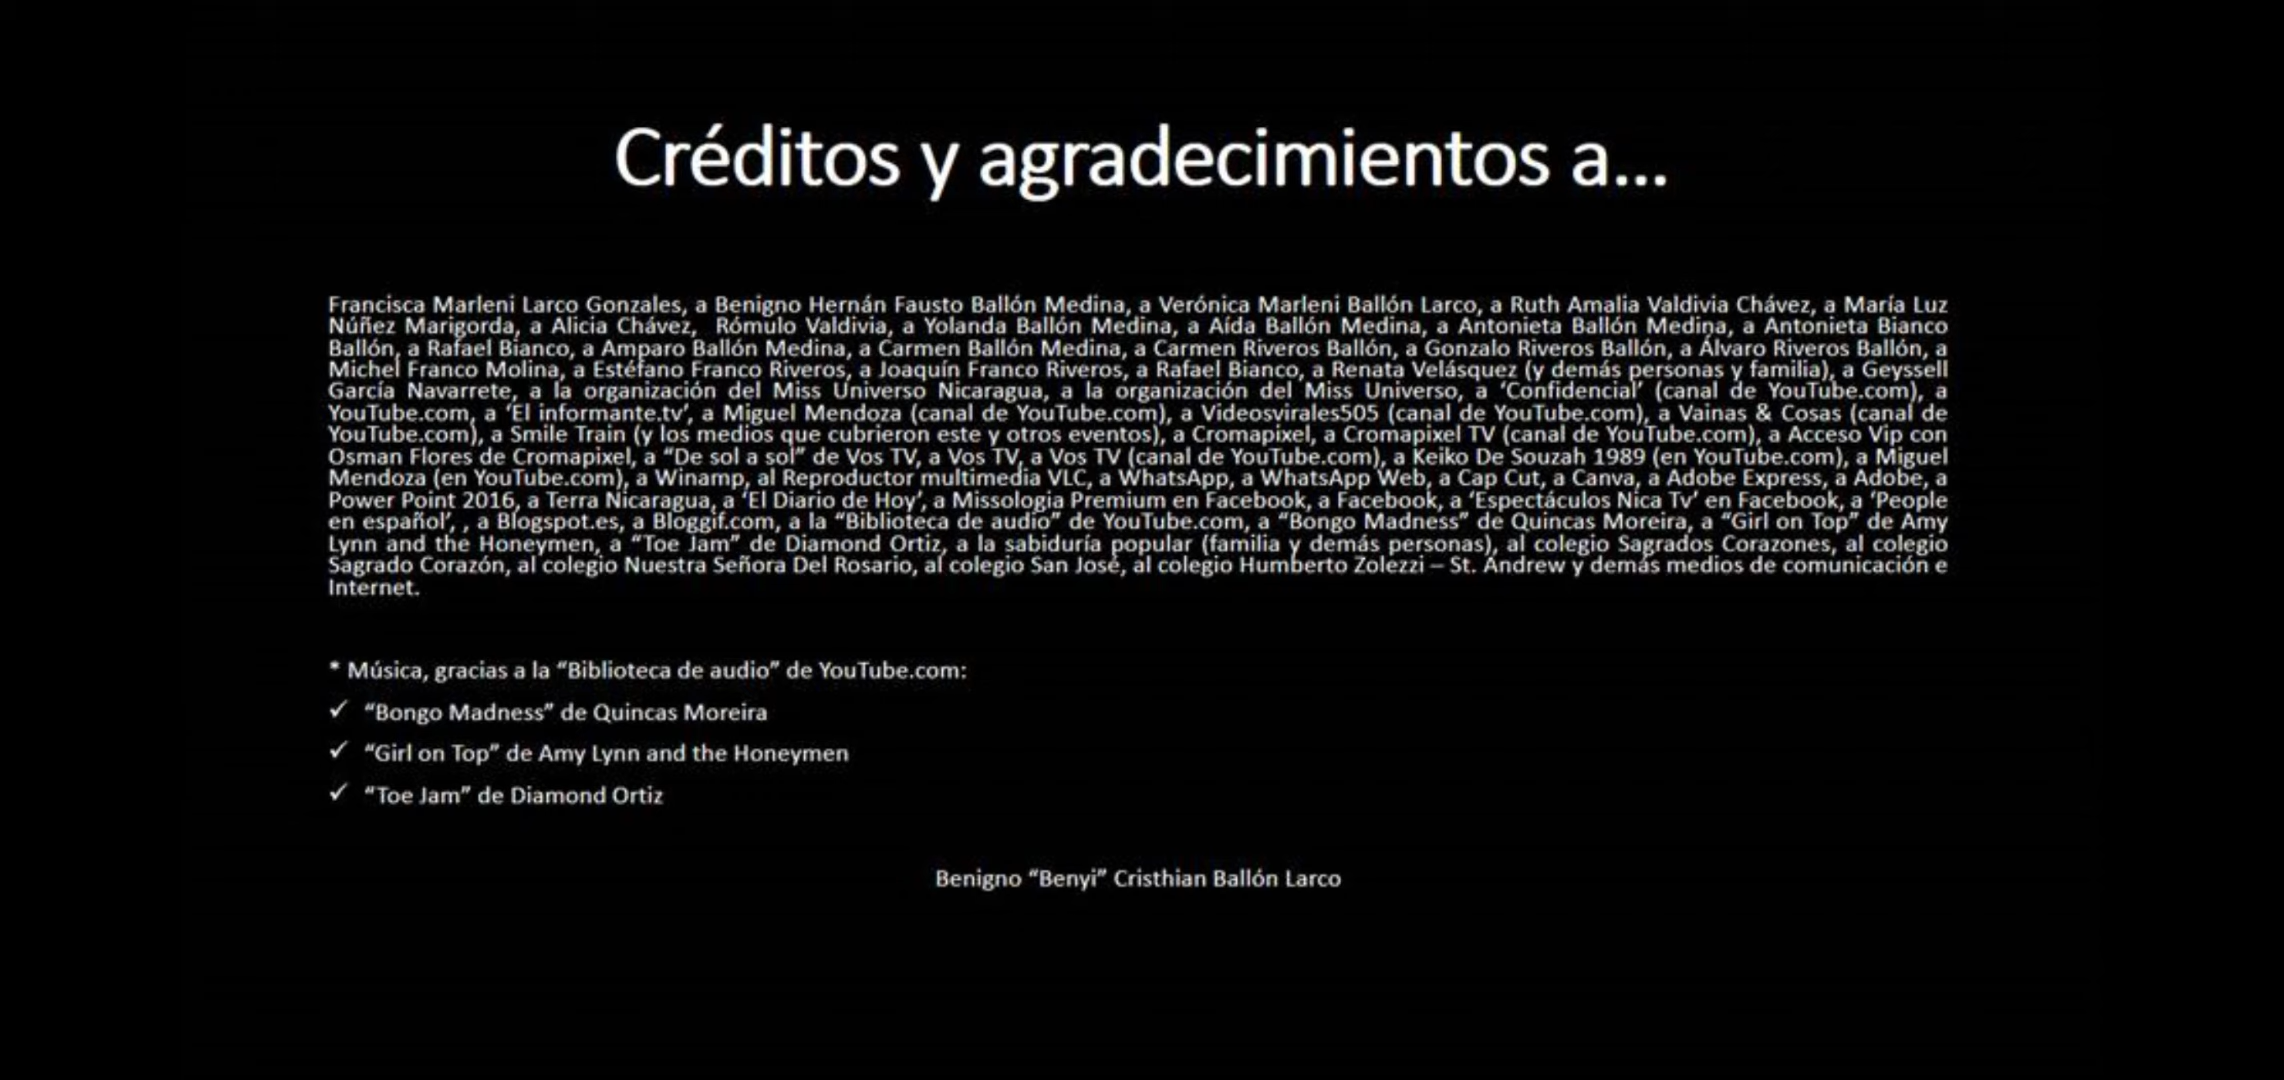 Créditos y agradecimientos a...
Francisca Marleni Larco Gonzales, a Benigno Hernán Fausto Ballón Medina, a Verónica Marleni Ballón Larco, a Ruth Amalia Valdivia Chávez, a María Luz
Núñez Marigorda, a Alicia Chávez, Rómulo Valdivia, a Yolanda Ballón Medina, a Aída Ballón Medina, a Antonieta Ballón Medina, a Antonieta Bianco
Ballón, a Rafael Bianco, a Amparo Ballón Medina, a Carmen Ballón Medina, a Carmen Riveros Ballón, a Gonzalo Riveros Ballón, a Álvaro Riveros Ballón, a
Michel Franco Molina, a Estéfano Franco Riveros, a Joaquín Franco Riveros, a Rafael Bianco, a Renata Velásquez (y demás personas y familia), a Geyssell
García Navarrete, a la organización del Miss Universo Nicaragua, a la organización del Miss Universo, a ‘Confidencial’ (canal de YouTube.com), a
YouTube.com, a ‘El informante.tv’, a Miguel Mendoza (canal de YouTube.com), a Videosvirales505 (canal de YouTube.com), a Vainas & Cosas (canal de
YouTube.com), a Smile Train (y los medios que cubrieron este y otros eventos), a Cromapixel, a Cromapixel TV (canal de YouTube.com), a Acceso Vip con
Osman Flores de Cromapixel, a “De sol a sol” de Vos TV, a Vos TV, a Vos TV (canal de YouTube.com), a Keiko De Souzah 1989 (en YouTube.com), a Miguel
Mendoza (en YouTube.com), a Winamp, al Reproductor multimedia VLC, a WhatsApp, a WhatsApp Web, a Cap Cut, a Canva, a Adobe Express, a Adobe, a
Power Point 2016, a Terra Nicaragua, a ‘El Diario de Hoy’, a Missologia Premium en Facebook, a Facebook, a ‘Espectáculos Nica Tv’ en Facebook, a ‘People
en español’, , a Blogspot.es, a Bloggif.com, a la “Biblioteca de audio” de YouTube.com, a “Bongo Madness” de Quincas Moreira, a “Girl on Top” de Amy
Lynn and the Honeymen, a “Toe Jam” de Diamond Ortiz, a la sabiduría popular (familia y demás personas), al colegio Sagrados Corazones, al colegio
Sagrado Corazón, al colegio Nuestra Señora Del Rosario, al colegio San José, al colegio Humberto Zolezzi – St. Andrew y demás medios de comunicación e
Internet.
* Música, gracias a la “Biblioteca de audio” de YouTube.com:
✓ “Bongo Madness” de Quincas Moreira
✓ “Girl on Top” de Amy Lynn and the Honeymen
✓ “Toe Jam” de Diamond Ortiz
Benigno “Benyi” Cristhian Ballón Larco